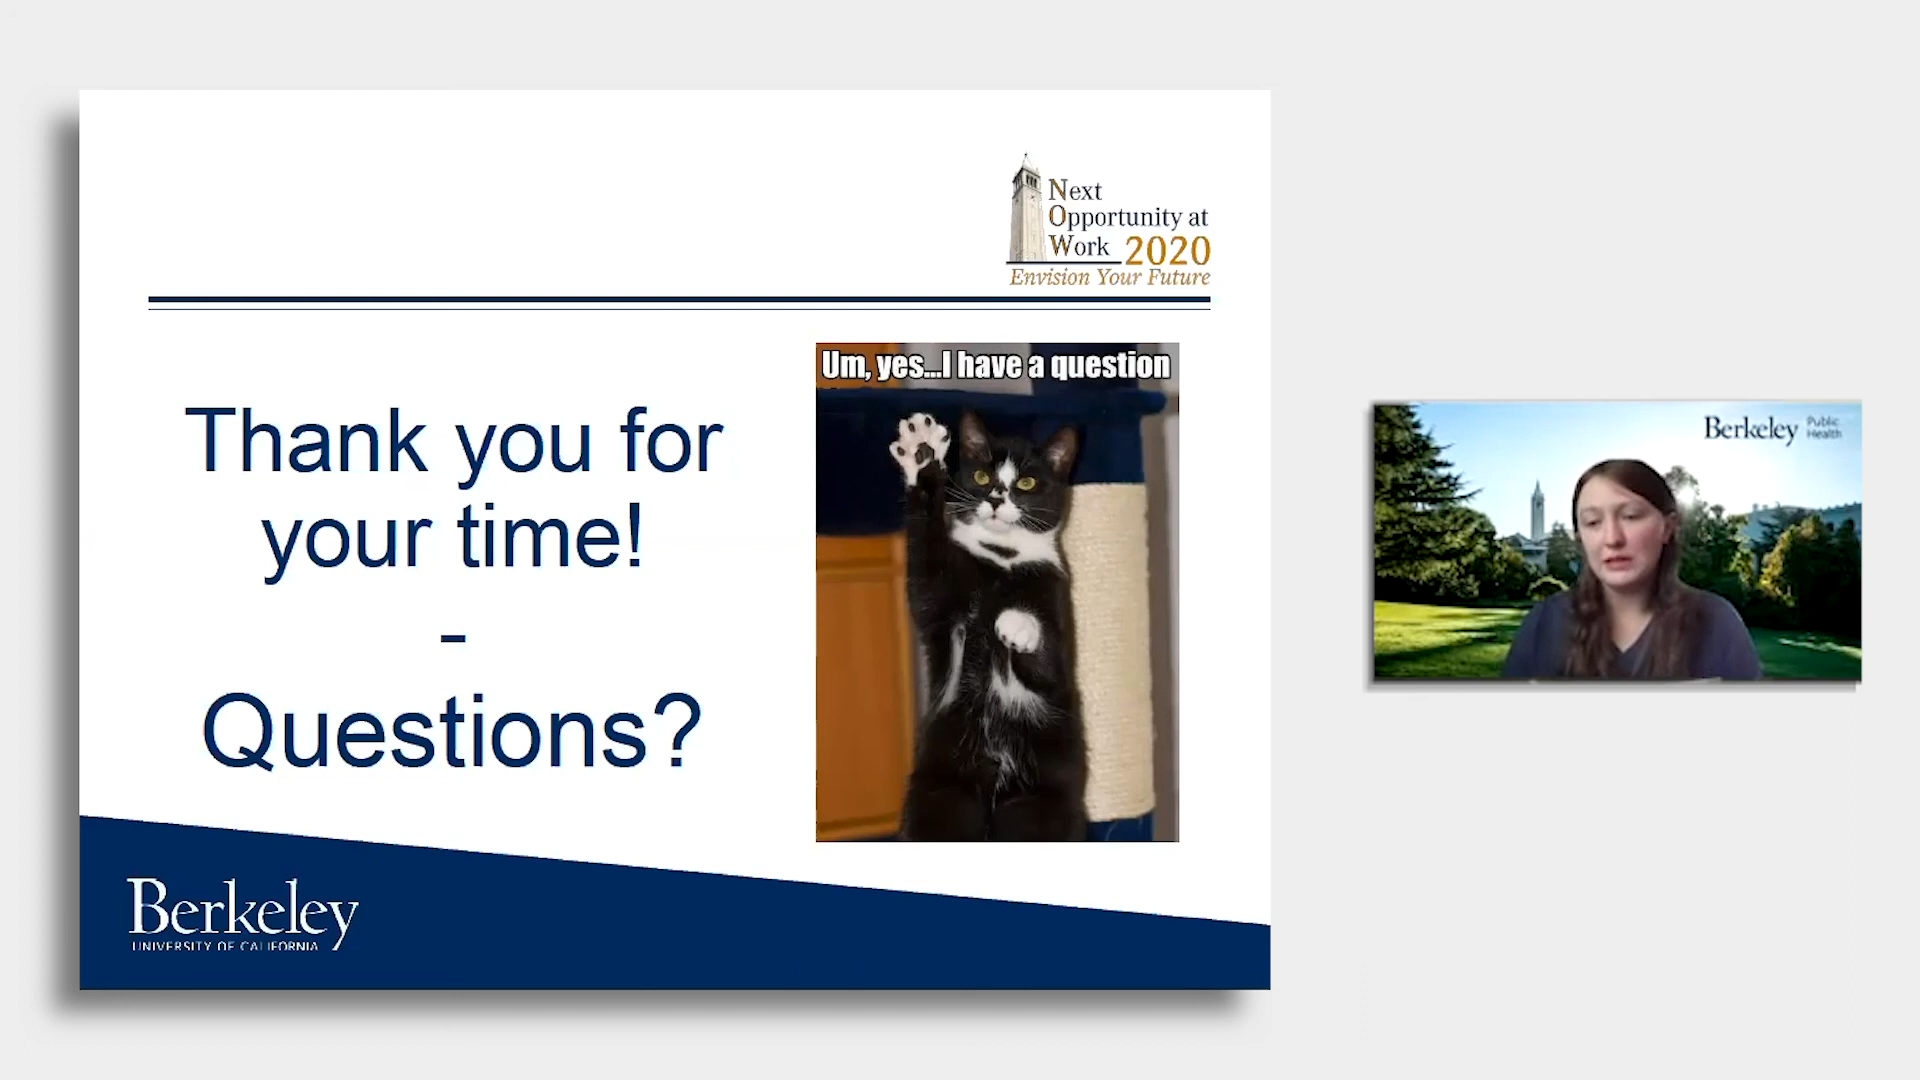 Next
Opportunity at
Work 2020
Envision Your Future
Um, yes...I have a question
Thank you for
your time!
-
Questions?
Berkeley
UNIVERSITY OF CALIFORNIA
Berkeley Public
Health